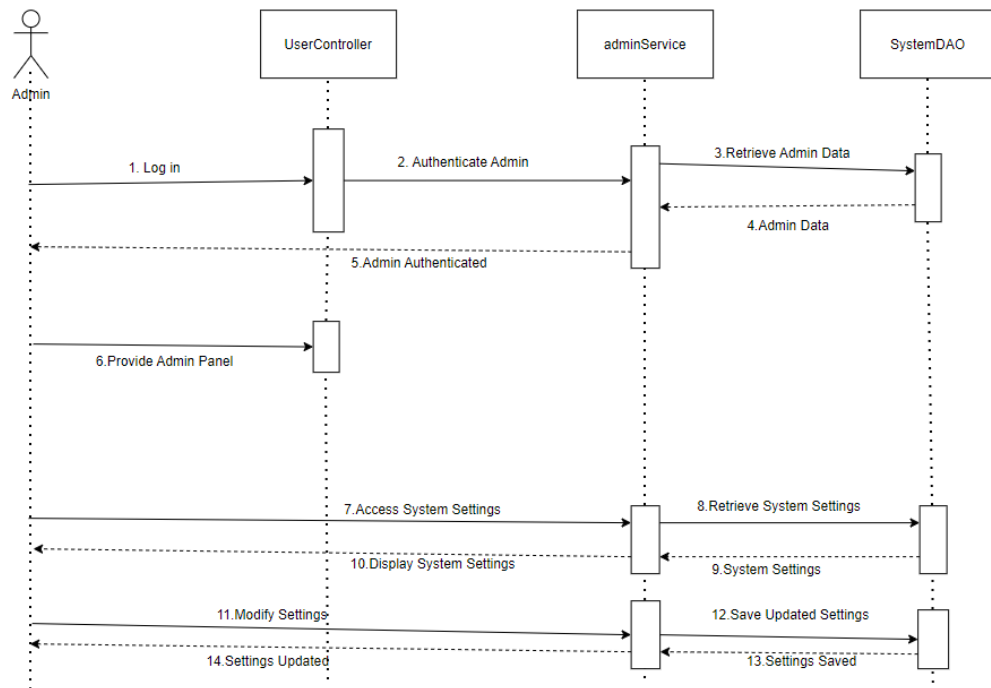 UserController
adminService
SystemDAO
Admin
1. Log in
2. Authenticate Admin
3.Retrieve Admin Data
4.Admin Data
5.Admin Authenticated
6.Provide Admin Panel
7.Access System Settings
8.Retrieve System Settings
10.Display System Settings
9.System Settings
11.Modify Settings
12.Save Updated Settings
14.Settings Updated
13.Settings Saved